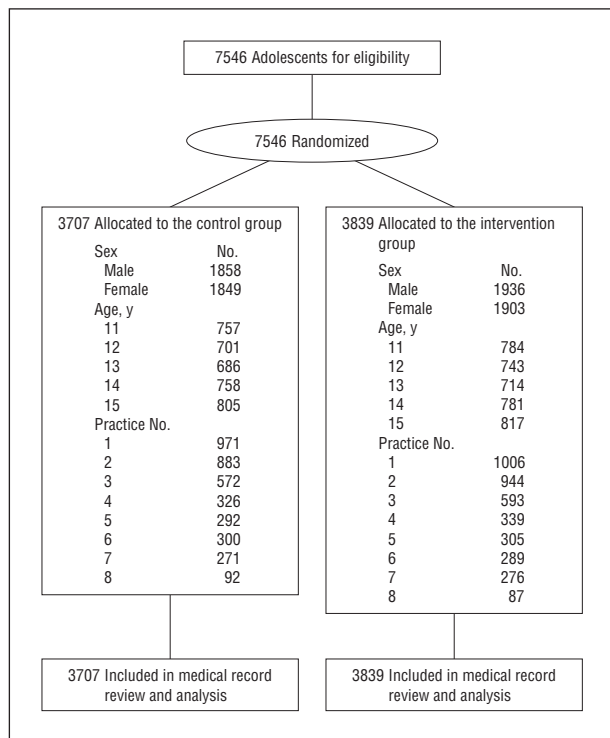 7546 Adolescents for eligibility
7546 Randomized
3707 Allocated to the control group
Sex No.
Male 1858
Female 1849
Age, y
11 757
12 701
13 686
14 758
15 805
Practice No.
1 971
2 883
3 572
4 326
5 292
6 300
7 271
8 92
3839 Allocated to the intervention
group
Sex No.
Male 1936
Female 1903
Age, y
11 784
12 743
13 714
14 781
15 817
Practice No.
1 1006
2 944
3 593
4 339
5 305
6 289
7 276
8 87
3707 Included in medical record
review and analysis
3839 Included in medical record
review and analysis